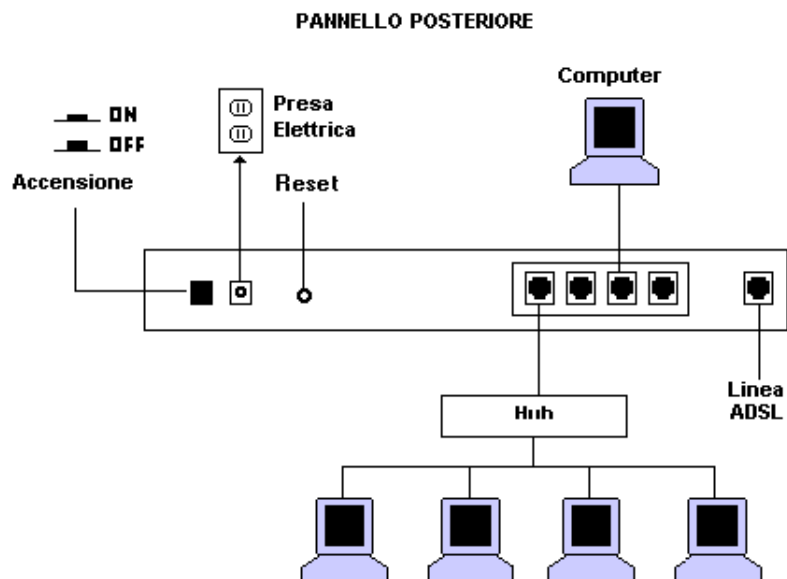 PANNELLO POSTERIORE
Computer
ON
OFF
Presa
Elettrica
Accensione
Reset
Linea
ADSL
Hub